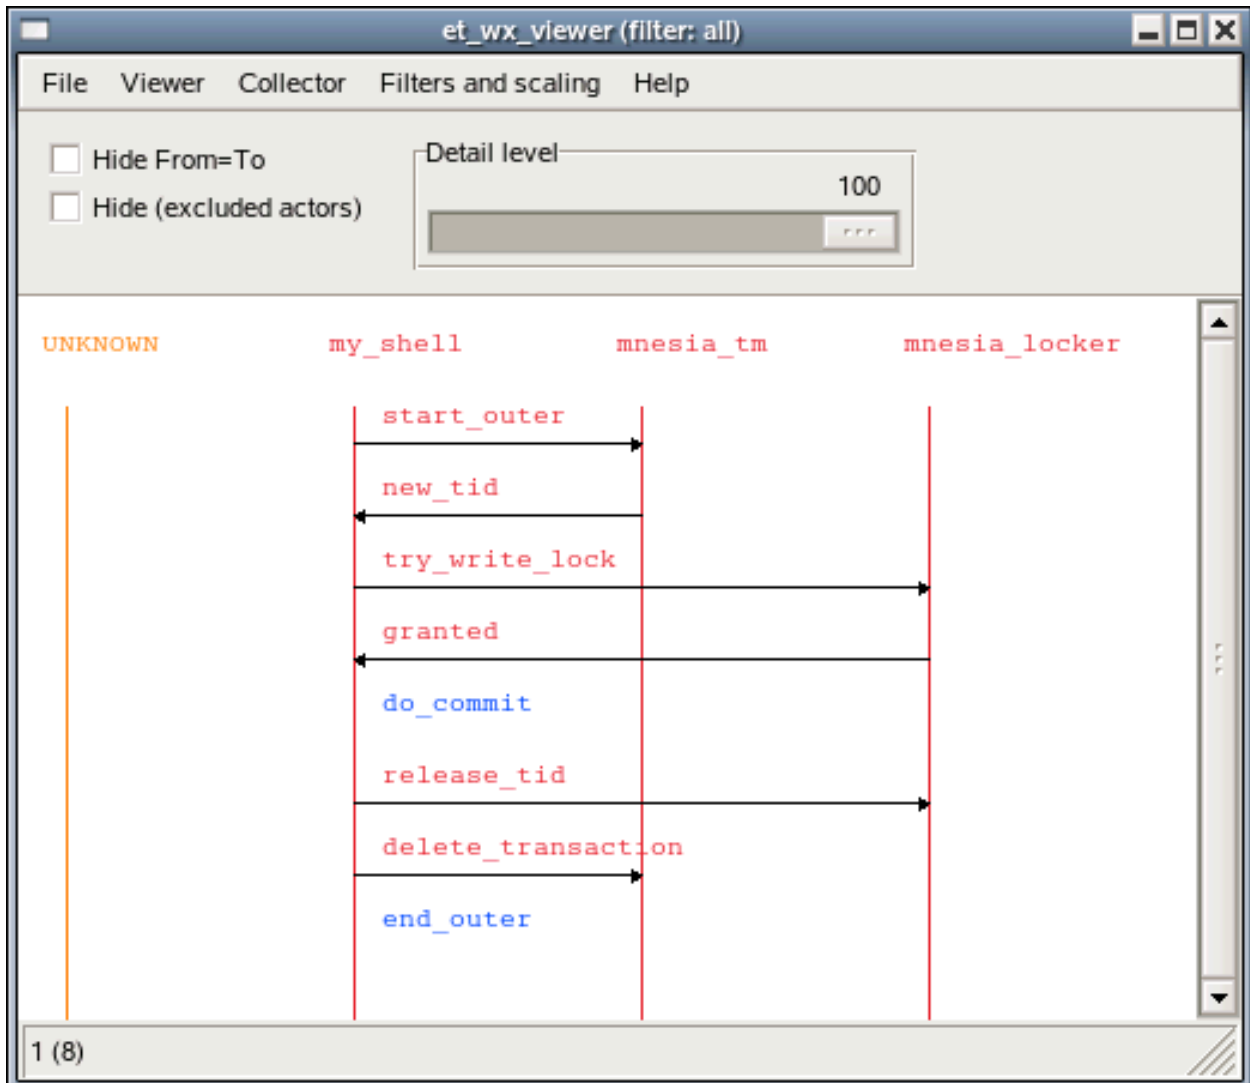 et_wx_viewer (filter: all)
File Viewer Collector Filters and scaling Help
Hide From=To
Hide (excluded actors)
Detail level
100
UNKNOWN my_shell mnesia_tm mnesia_locker
start_outer
new_tid
try_write_lock
granted
do_commit
release_tid
delete_transaction
end_outer
1 (8)